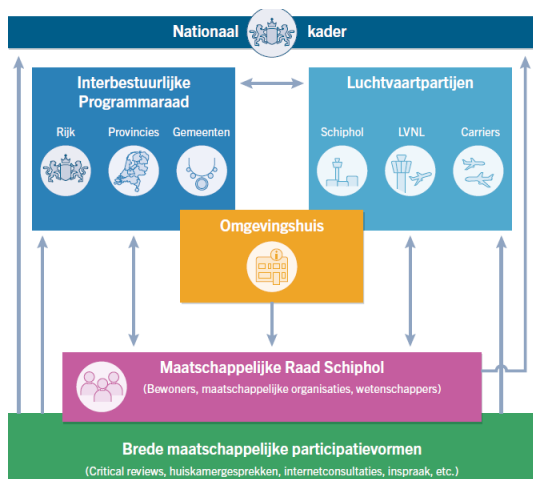 Nationaal kader
Interbestuurlijke
Programmaraad
Rijk Provincies Gemeenten
Luchtvaartpartijen
Schiphol LVNL Carriers
Omgevingshuis
Maatschappelijke Raad Schiphol
(Bewoners, maatschappelijke organisaties, wetenschappers)
Brede maatschappelijke participatievormen
(Critical reviews, huiskamergesprekken, internetconsultaties, inspraak, etc.)